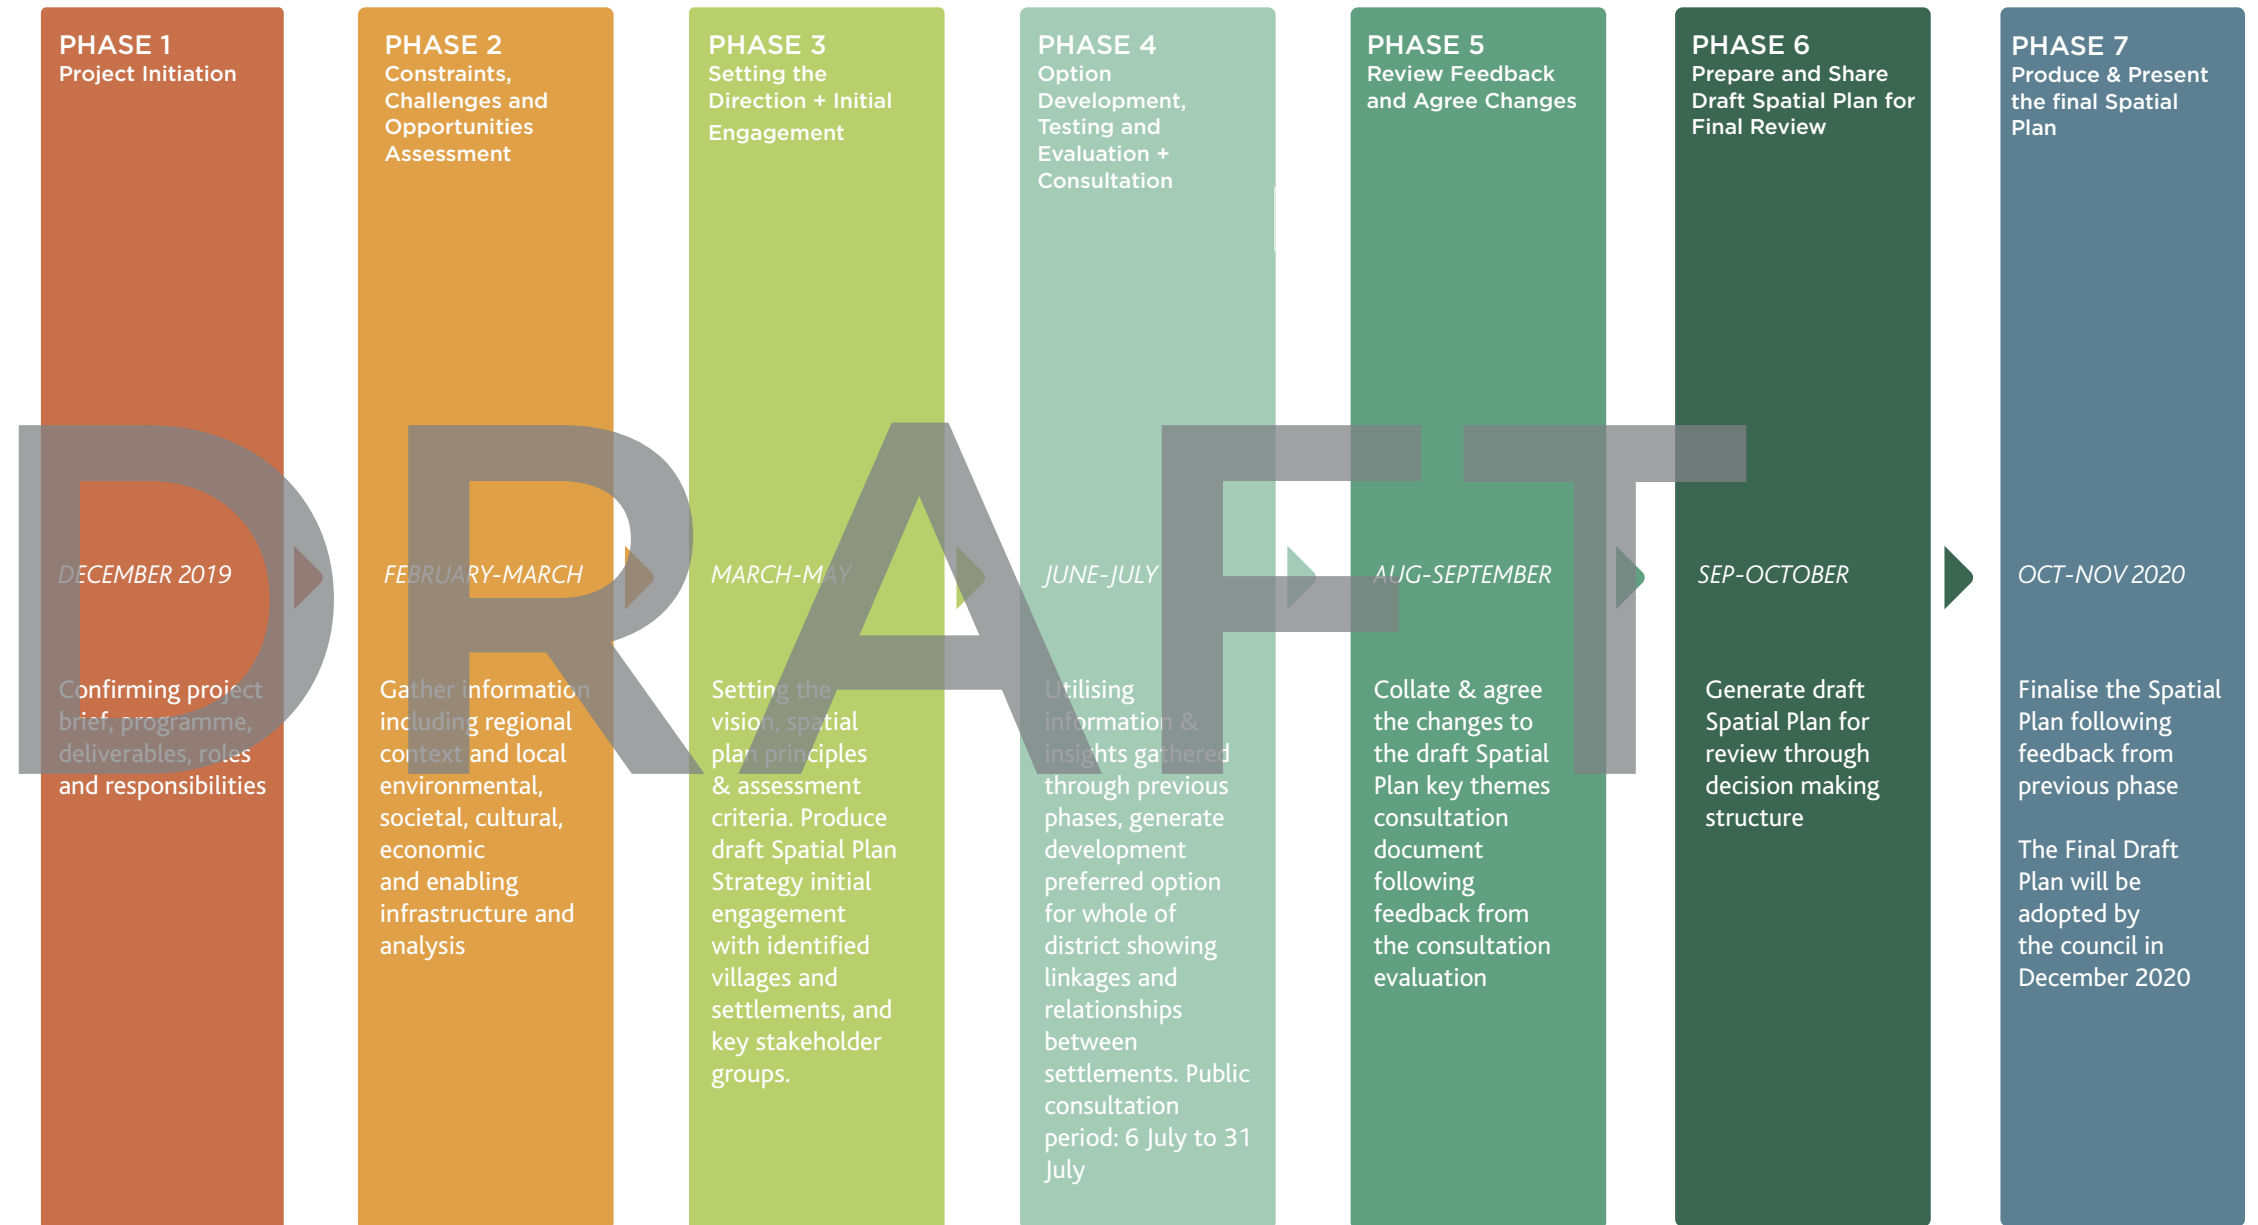 PHASE 1
Project Initiation
DECEMBER 2019
Confirming project
brief, programme,
deliverables, roles
and responsibilities
PHASE 2
Constraints,
Challenges and
Opportunities
Assessment
FEBRUARY-MARCH
Gather information
including regional
context and local
environmental,
societal, cultural,
economic
and enabling
infrastructure and
analysis
PHASE 3
Setting the
Direction + Initial
Engagement
MARCH-MAY
Setting the
vision, spatial
plan principles
& assessment
criteria. Produce
draft Spatial Plan
Strategy initial
engagement
with identified
villages and
settlements, and
key stakeholder
groups.
PHASE 4
Option
Development,
Testing and
Evaluation +
Consultation
JUNE-JULY
Utilising
information &
insights gathered
through previous
phases, generate
development
preferred option
for whole of
district showing
linkages and
relationships
between
settlements. Public
consultation
period: 6 July to 31
July
PHASE 5
Review Feedback
and Agree Changes
AUG-SEPTEMBER
Collate & agree
the changes to
the draft Spatial
Plan key themes
consultation
document
following
feedback from
the consultation
evaluation
PHASE 6
Prepare and Share
Draft Spatial Plan for
Final Review
SEP-OCTOBER
Generate draft
Spatial Plan for
review through
decision making
structure
PHASE 7
Produce & Present
the final Spatial
Plan
OCT-NOV 2020
Finalise the Spatial
Plan following
feedback from
previous phase
The Final Draft
Plan will be
adopted by
the council in
December 2020
DRAFT